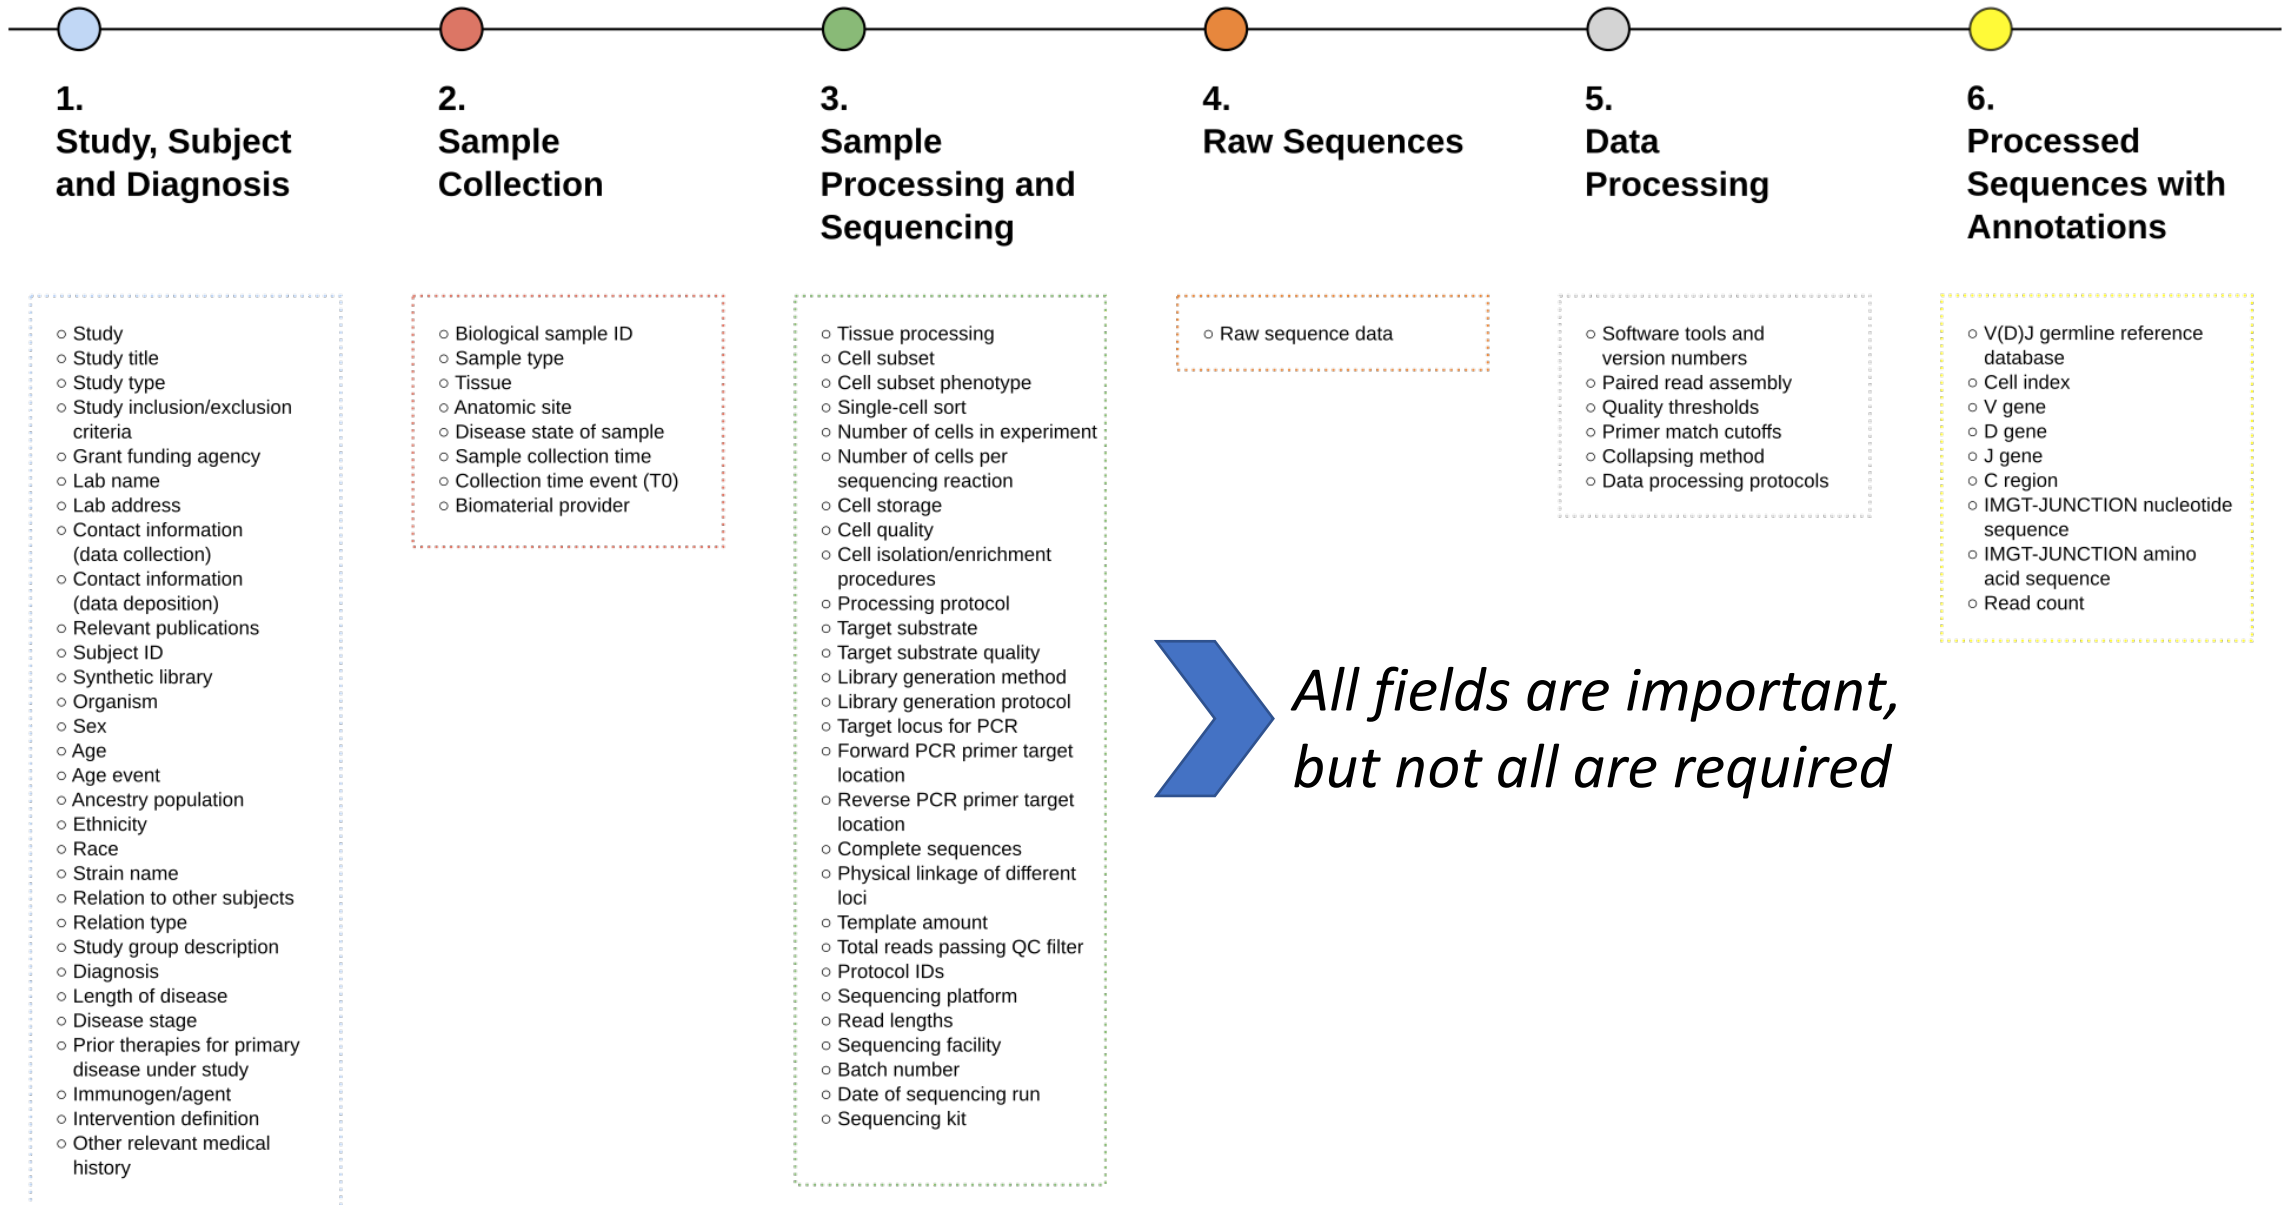 1.
Study, Subject
and Diagnosis
○ Study
○ Study title
○ Study type
○ Study inclusion/exclusion
criteria
○ Grant funding agency
○ Lab name
○ Lab address
○ Contact information
(data collection)
○ Contact information
(data deposition)
○ Relevant publications
○ Subject ID
○ Synthetic library
○ Organism
○ Sex
○ Age
○ Age event
○ Ancestry population
○ Ethnicity
○ Race
○ Strain name
○ Relation to other subjects
○ Relation type
○ Study group description
○ Diagnosis
○ Length of disease
○ Disease stage
○ Prior therapies for primary
disease under study
○ Immunogen/agent
○ Intervention definition
○ Other relevant medical
history
2.
Sample
Collection
○ Biological sample ID
○ Sample type
○ Tissue
○ Anatomic site
○ Disease state of sample
○ Sample collection time
○ Collection time event (T0)
○ Biomaterial provider
3.
Sample
Processing and
Sequencing
○ Tissue processing
○ Cell subset
○ Cell subset phenotype
○ Single-cell sort
○ Number of cells in experiment
○ Number of cells per
sequencing reaction
○ Cell storage
○ Cell quality
○ Cell isolation/enrichment
procedures
○ Processing protocol
○ Target substrate
○ Target substrate quality
○ Library generation method
○ Library generation protocol
○ Target locus for PCR
○ Forward PCR primer target
location
○ Reverse PCR primer target
location
○ Complete sequences
○ Physical linkage of different
loci
○ Template amount
○ Total reads passing QC filter
○ Protocol IDs
○ Sequencing platform
○ Read lengths
○ Sequencing facility
○ Batch number
○ Date of sequencing run
○ Sequencing kit
4.
Raw Sequences
○ Raw sequence data
5.
Data
Processing
○ Software tools and
version numbers
○ Paired read assembly
○ Quality thresholds
○ Primer match cutoffs
○ Collapsing method
○ Data processing protocols
6.
Processed
Sequences with
Annotations
○ V(D)J germline reference
database
○ Cell index
○ V gene
○ D gene
○ J gene
○ C region
○ IMGT-JUNCTION nucleotide
sequence
○ IMGT-JUNCTION amino
acid sequence
○ Read count
All fields are important,
but not all are required